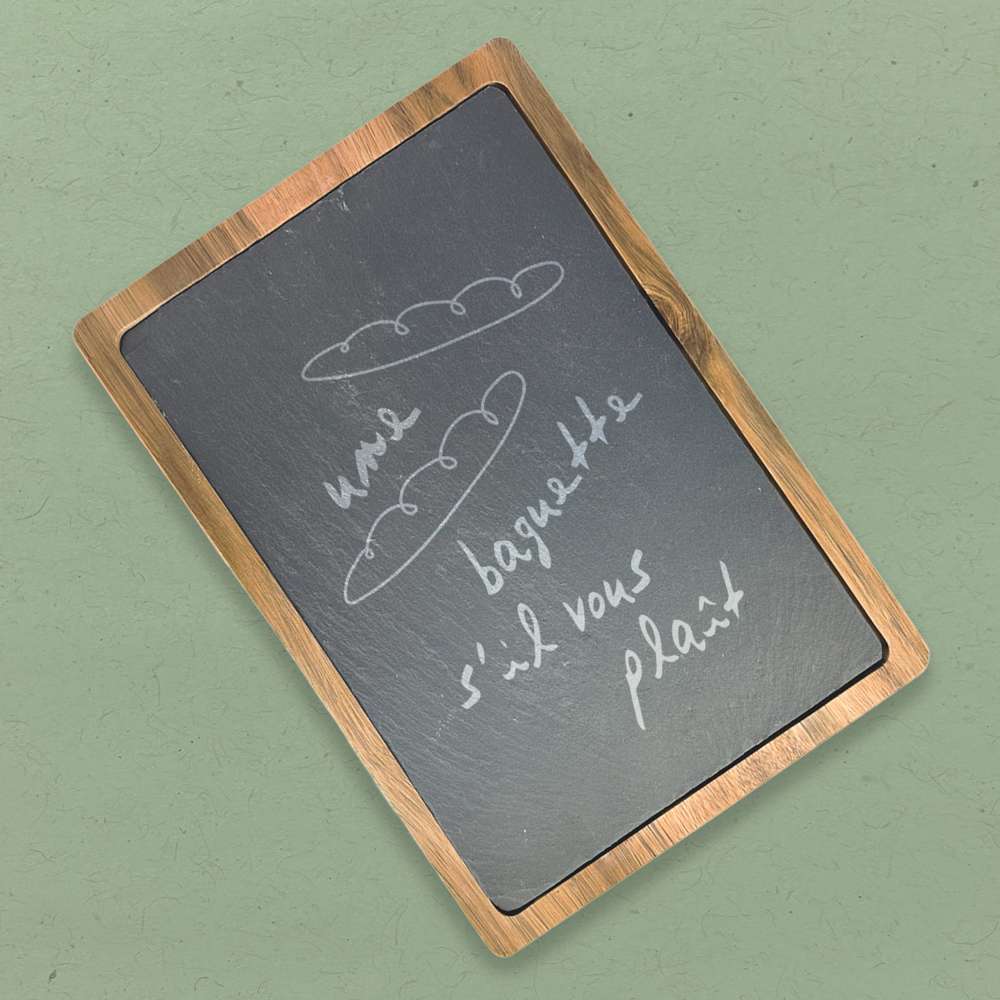 une
baguette
s'il vous
plaît